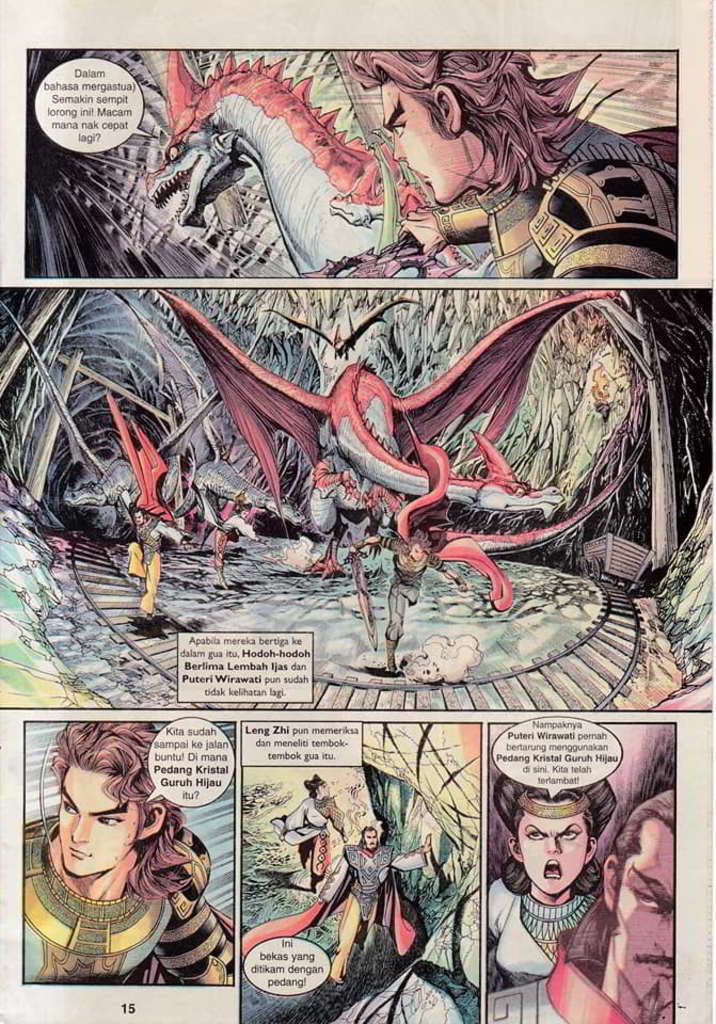 Dalam
bahasa mergastua)
Semakin sempit
lorong ini! Macam
mana nak cepat
lagi?
Apabila mereka bertiga ke
dalam gua itu, Hodoh-hodoh
Berlima Lembah Ijas dan
Puteri Wirawati pun sudah
tidak kelihatan lagi.
Kita sudah
sampai ke jalan
buntu! Di mana
Pedang Kristal
Guruh Hijau
itu?
Leng Zhi pun memeriksa
dan meneliti tembok-
tembok gua itu.
Ini
bekas yang
ditikam dengan
pedang!
Nampaknya
Puteri Wirawati pernah
bertarung menggunakan
Pedang Kristal Guruh Hijau
di sini. Kita telah
terlambat!
15